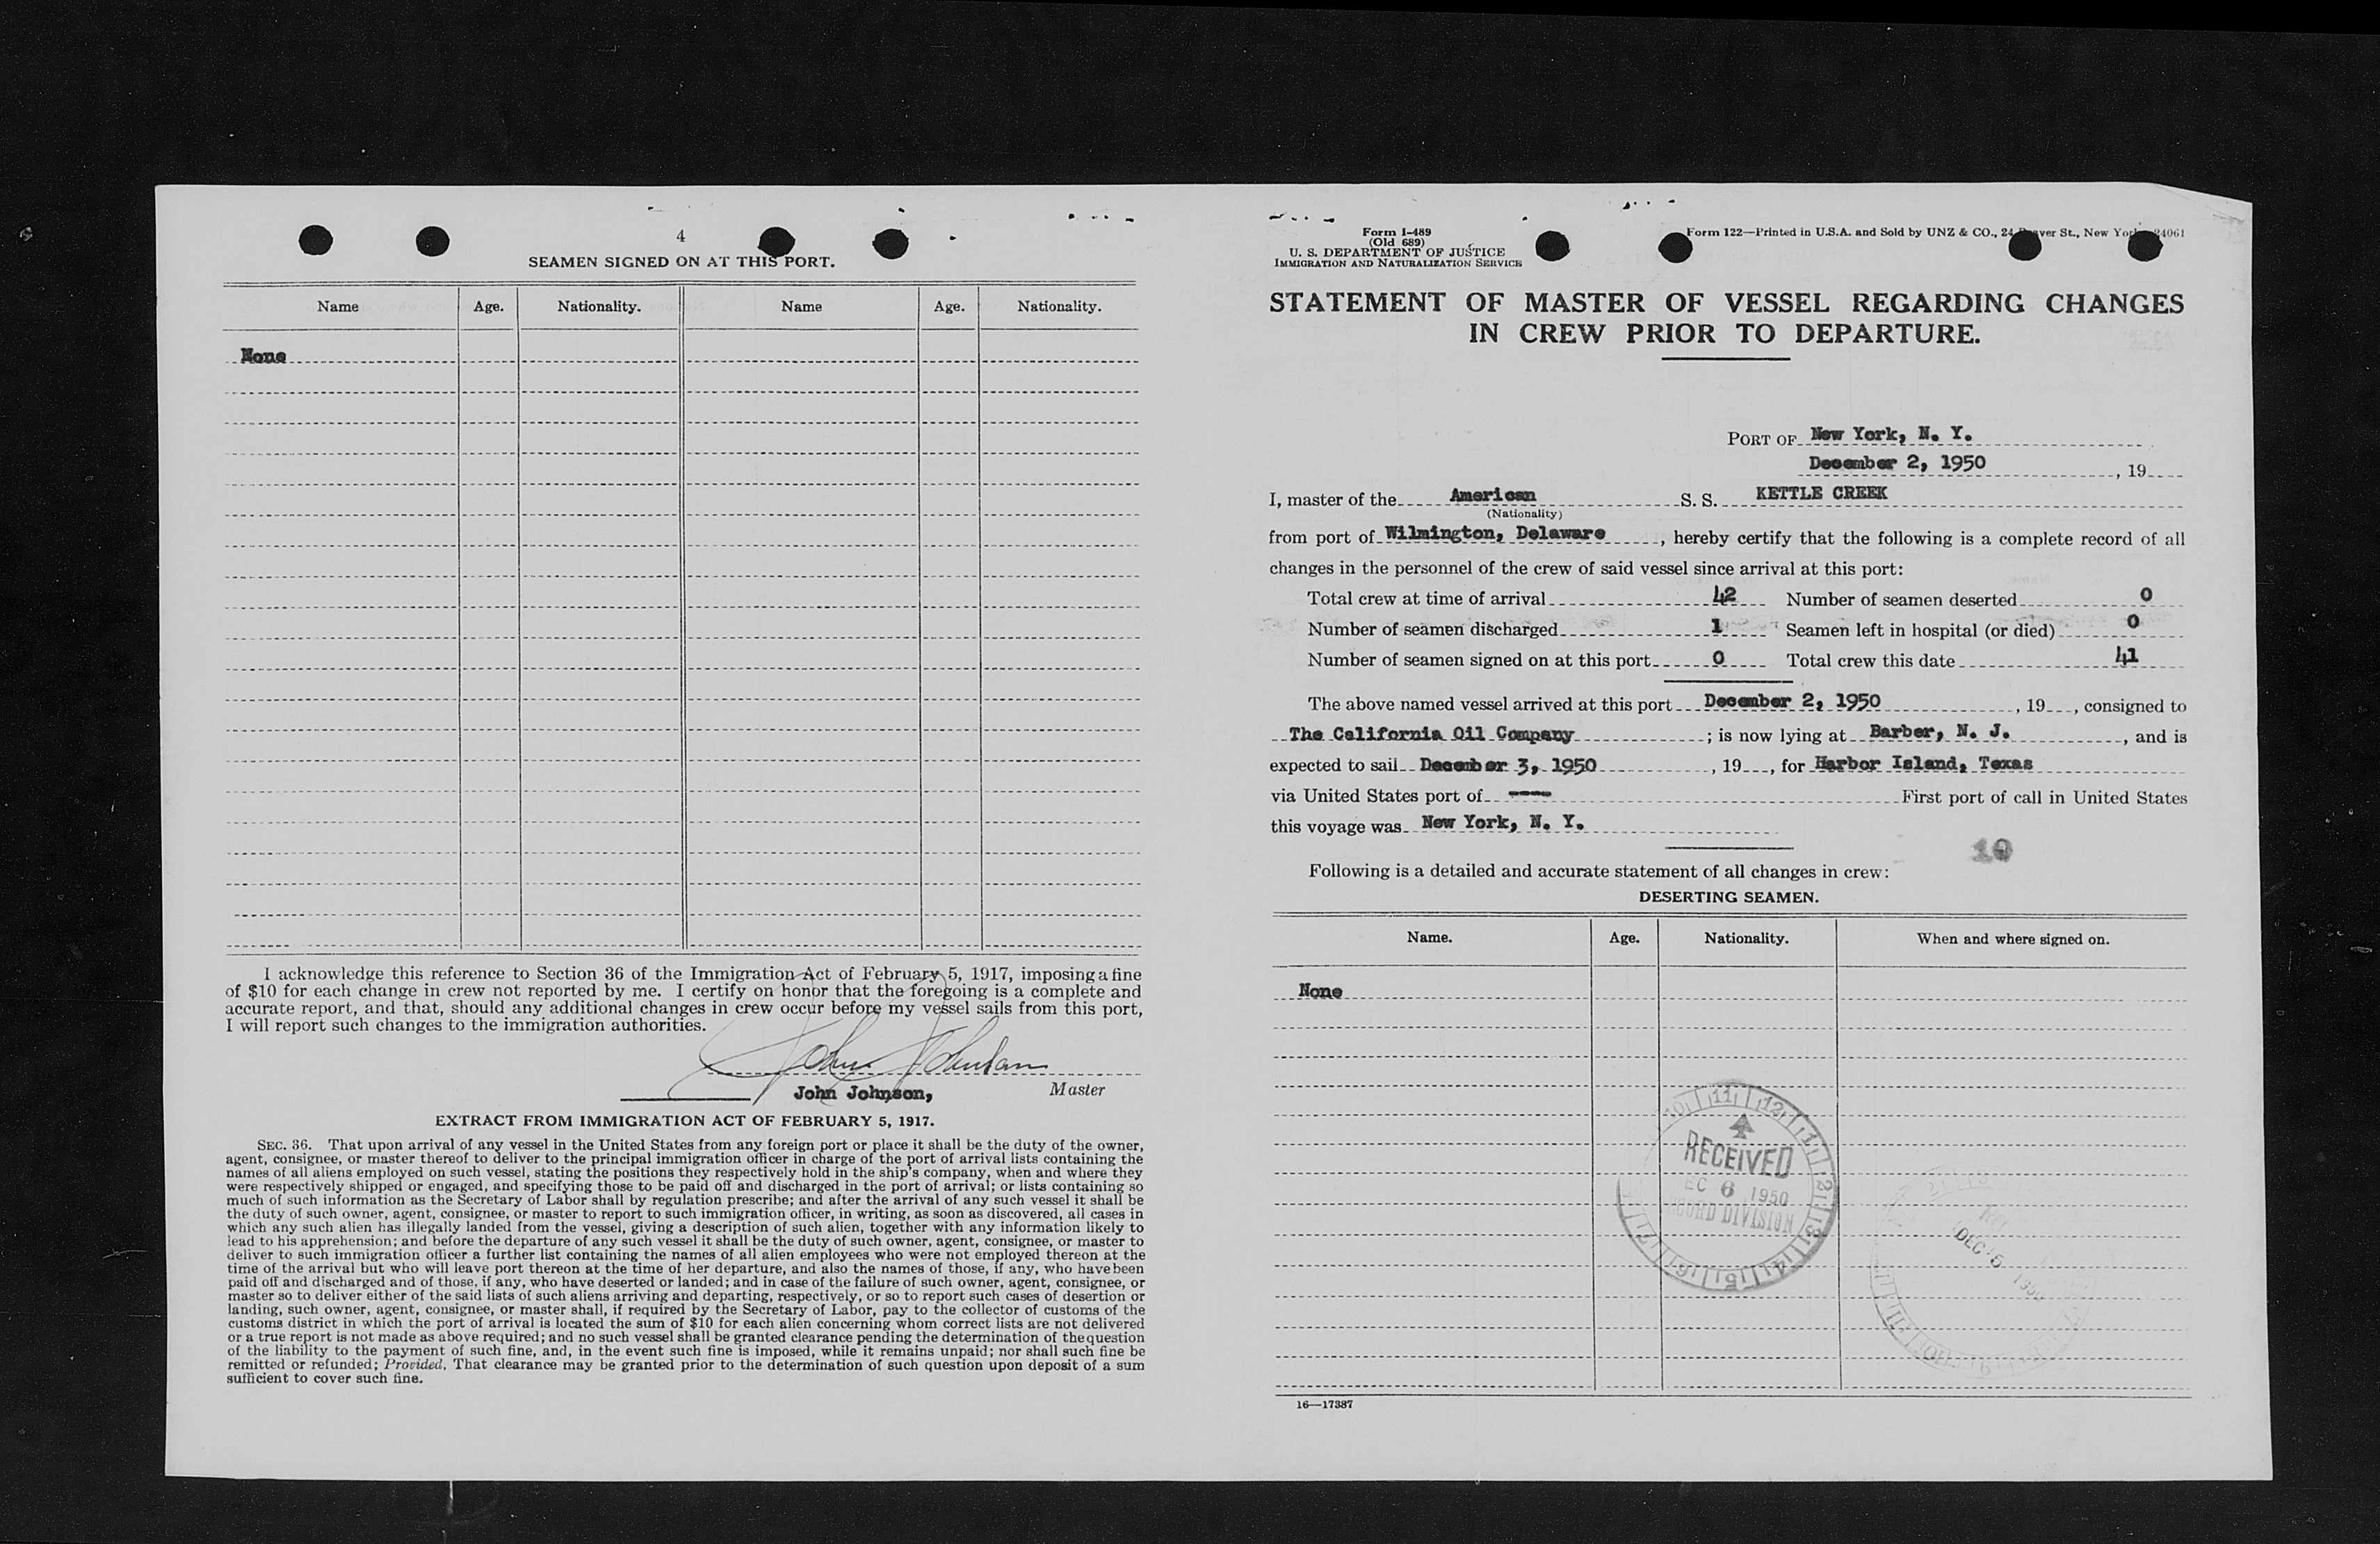 4
SEAMEN SIGNED ON AT THIS PORT.
Name Age. Nationality. Name Age. Nationality.
None
I acknowledge this reference to Section 36 of the Immigration Act of February 5, 1917, imposing a fine
of $10 for each change in crew not reported by me. I certify on honor that the foregoing is a complete and
accurate report, and that, should any additional changes in crew occur before my vessel sails from this port,
I will report such changes to the immigration authorities.
John Johnson
John Johnson, Master
EXTRACT FROM IMMIGRATION ACT OF FEBRUARY 5, 1917.
SEC. 36. That upon arrival of any vessel in the United States from any foreign port or place it shall be the duty of the owner,
agent, consignee, or master thereof to deliver to the principal immigration officer in charge of the port of arrival lists containing the
names of all aliens employed on such vessel, stating the positions they respectively hold in the ship's company, when and where they
were respectively shipped or engaged, and specifying those to be paid off and discharged in the port of arrival; or lists containing so
much of such information as the Secretary of Labor shall by regulation prescribe; and after the arrival of any such vessel it shall be
the duty of such owner, agent, consignee, or master to report to such immigration officer, in writing, as soon as discovered, all cases in
which any such alien has illegally landed from the vessel, giving a description of such alien, together with any information likely to
lead to his apprehension; and before the departure of any such vessel it shall be the duty of such owner, agent, consignee, or master to
deliver to such immigration officer a further list containing the names of all alien employees who were not employed thereon at the
time of the arrival but who will leave port thereon at the time of her departure, and also the names of those, if any, who have been
paid off and discharged and of those, if any, who have deserted or landed; and in case of the failure of such owner, agent, consignee, or
master so to deliver either of the said lists of such aliens arriving and departing, respectively, or so to report such cases of desertion or
landing, such owner, agent, consignee, or master shall, if required by the Secretary of Labor, pay to the collector of customs of the
customs district in which the port of arrival is located the sum of $10 for each alien concerning whom correct lists are not delivered
or a true report is not made as above required; and no such vessel shall be granted clearance pending the determination of the question
of the liability to the payment of such fine, and, in the event such fine is imposed, while it remains unpaid; nor shall such fine be
remitted or refunded; Provided, That clearance may be granted prior to the determination of such question upon deposit of a sum
sufficient to cover such fine.
Form I-489
(Old 689)
U. S. DEPARTMENT OF JUSTICE
IMMIGRATION AND NATURALIZATION SERVICE
Form 122—Printed in U.S.A. and Sold by UNZ & CO., 24 ver St., New Yor 24061
STATEMENT OF MASTER OF VESSEL REGARDING CHANGES
IN CREW PRIOR TO DEPARTURE.
PORT OF New York, N. Y.
December 2, 1950 , 19
I, master of the American S. S. KETTLE CREEK
(Nationality)
from port of Wilmington, Delaware , hereby certify that the following is a complete record of all
changes in the personnel of the crew of said vessel since arrival at this port:
Total crew at time of arrival 42 Number of seamen deserted 0
Number of seamen discharged 1 Seamen left in hospital (or died) 0
Number of seamen signed on at this port 0 Total crew this date 41
The above named vessel arrived at this port December 2, 1950 , 19 , consigned to
The California Oil Company ; is now lying at Barber, N. J. , and is
expected to sail December 3, 1950 , 19 , for Harbor Island, Texas
via United States port of ---- First port of call in United States
this voyage was New York, N. Y.
10
Following is a detailed and accurate statement of all changes in crew:
DESERTING SEAMEN.
Name. Age. Nationality. When and where signed on.
None
10 11 12 1 2 3 4 5 6 7
RECEIVED
EC 6 1950
CORD DIVISION
DEC 6 1950
16—17387